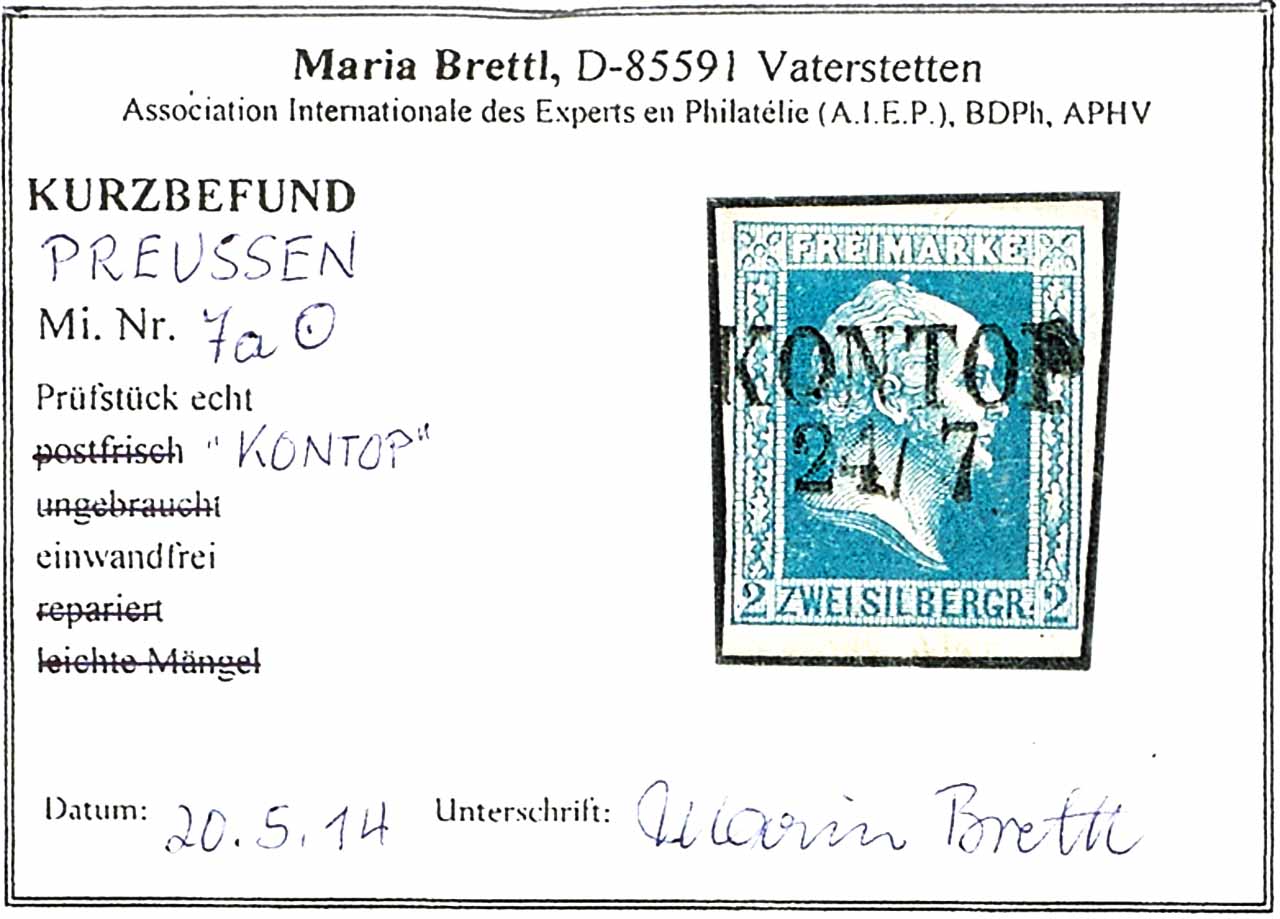 Maria Brettl, D-85591 Vaterstetten
Association Internationale des Experts en Philatélie (A.I.E.P.), BDPh, APHV
KURZBEFUND
PREUSSEN
Mi. Nr. 7a ⊙
Prüfstück echt
postfrisch "KONTOP"
ungebraucht
einwandfrei
repariert
leichte Mängel
FREIMARKE
KONTOP
24/7
2 ZWEI SILBERGR. 2
Datum: 20.5.14 Unterschrift: Maria Brettl